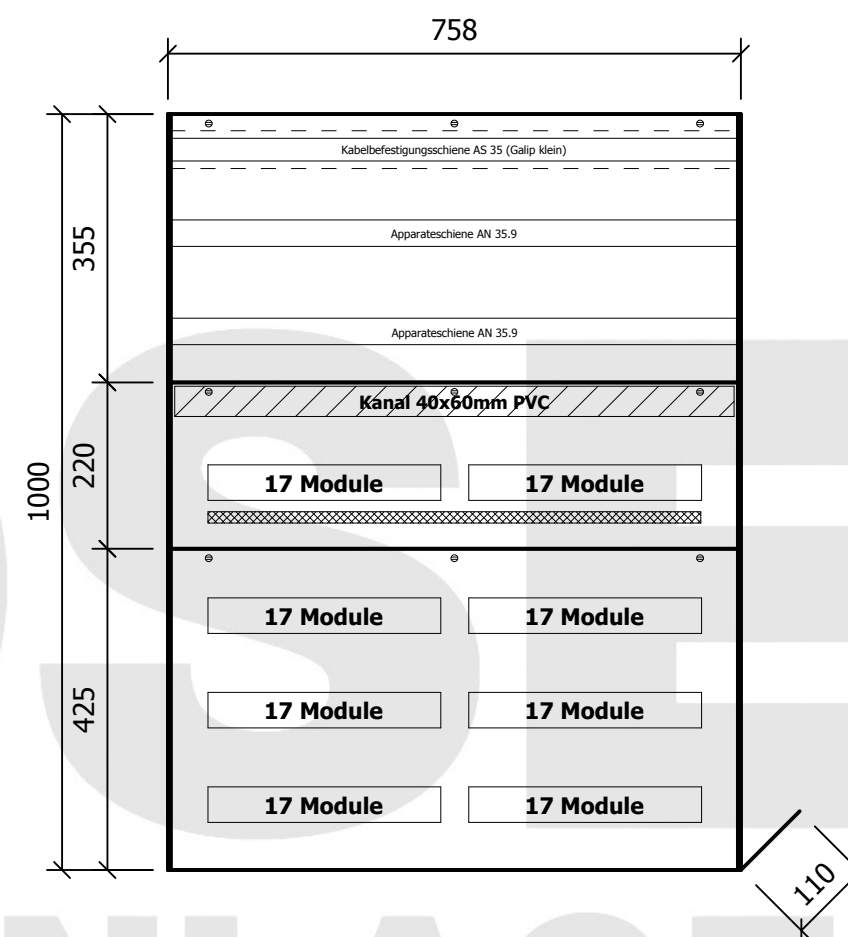 758
Kabelbefestigungsschiene AS 35 (Galip klein)
355
Apparateschiene AN 35.9
Apparateschiene AN 35.9
Kanal 40x60mm PVC
1000
220
17 Module 17 Module
17 Module 17 Module
425
17 Module 17 Module
17 Module 17 Module
110